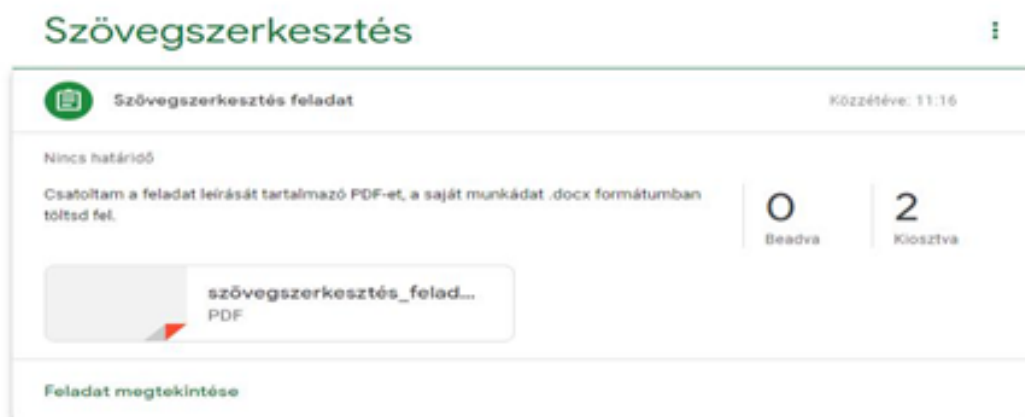 Szövegszerkesztés
Szövegszerkesztés feladat
Közzétéve: 11:16
Nincs határidő
Csatoltam a feladat leírását tartalmazó PDF-et, a saját munkádat .docx formátumban
töltsd fel.
0
Beadva
2
Kiosztva
szövegszerkesztés_felad...
PDF
Feladat megtekintése